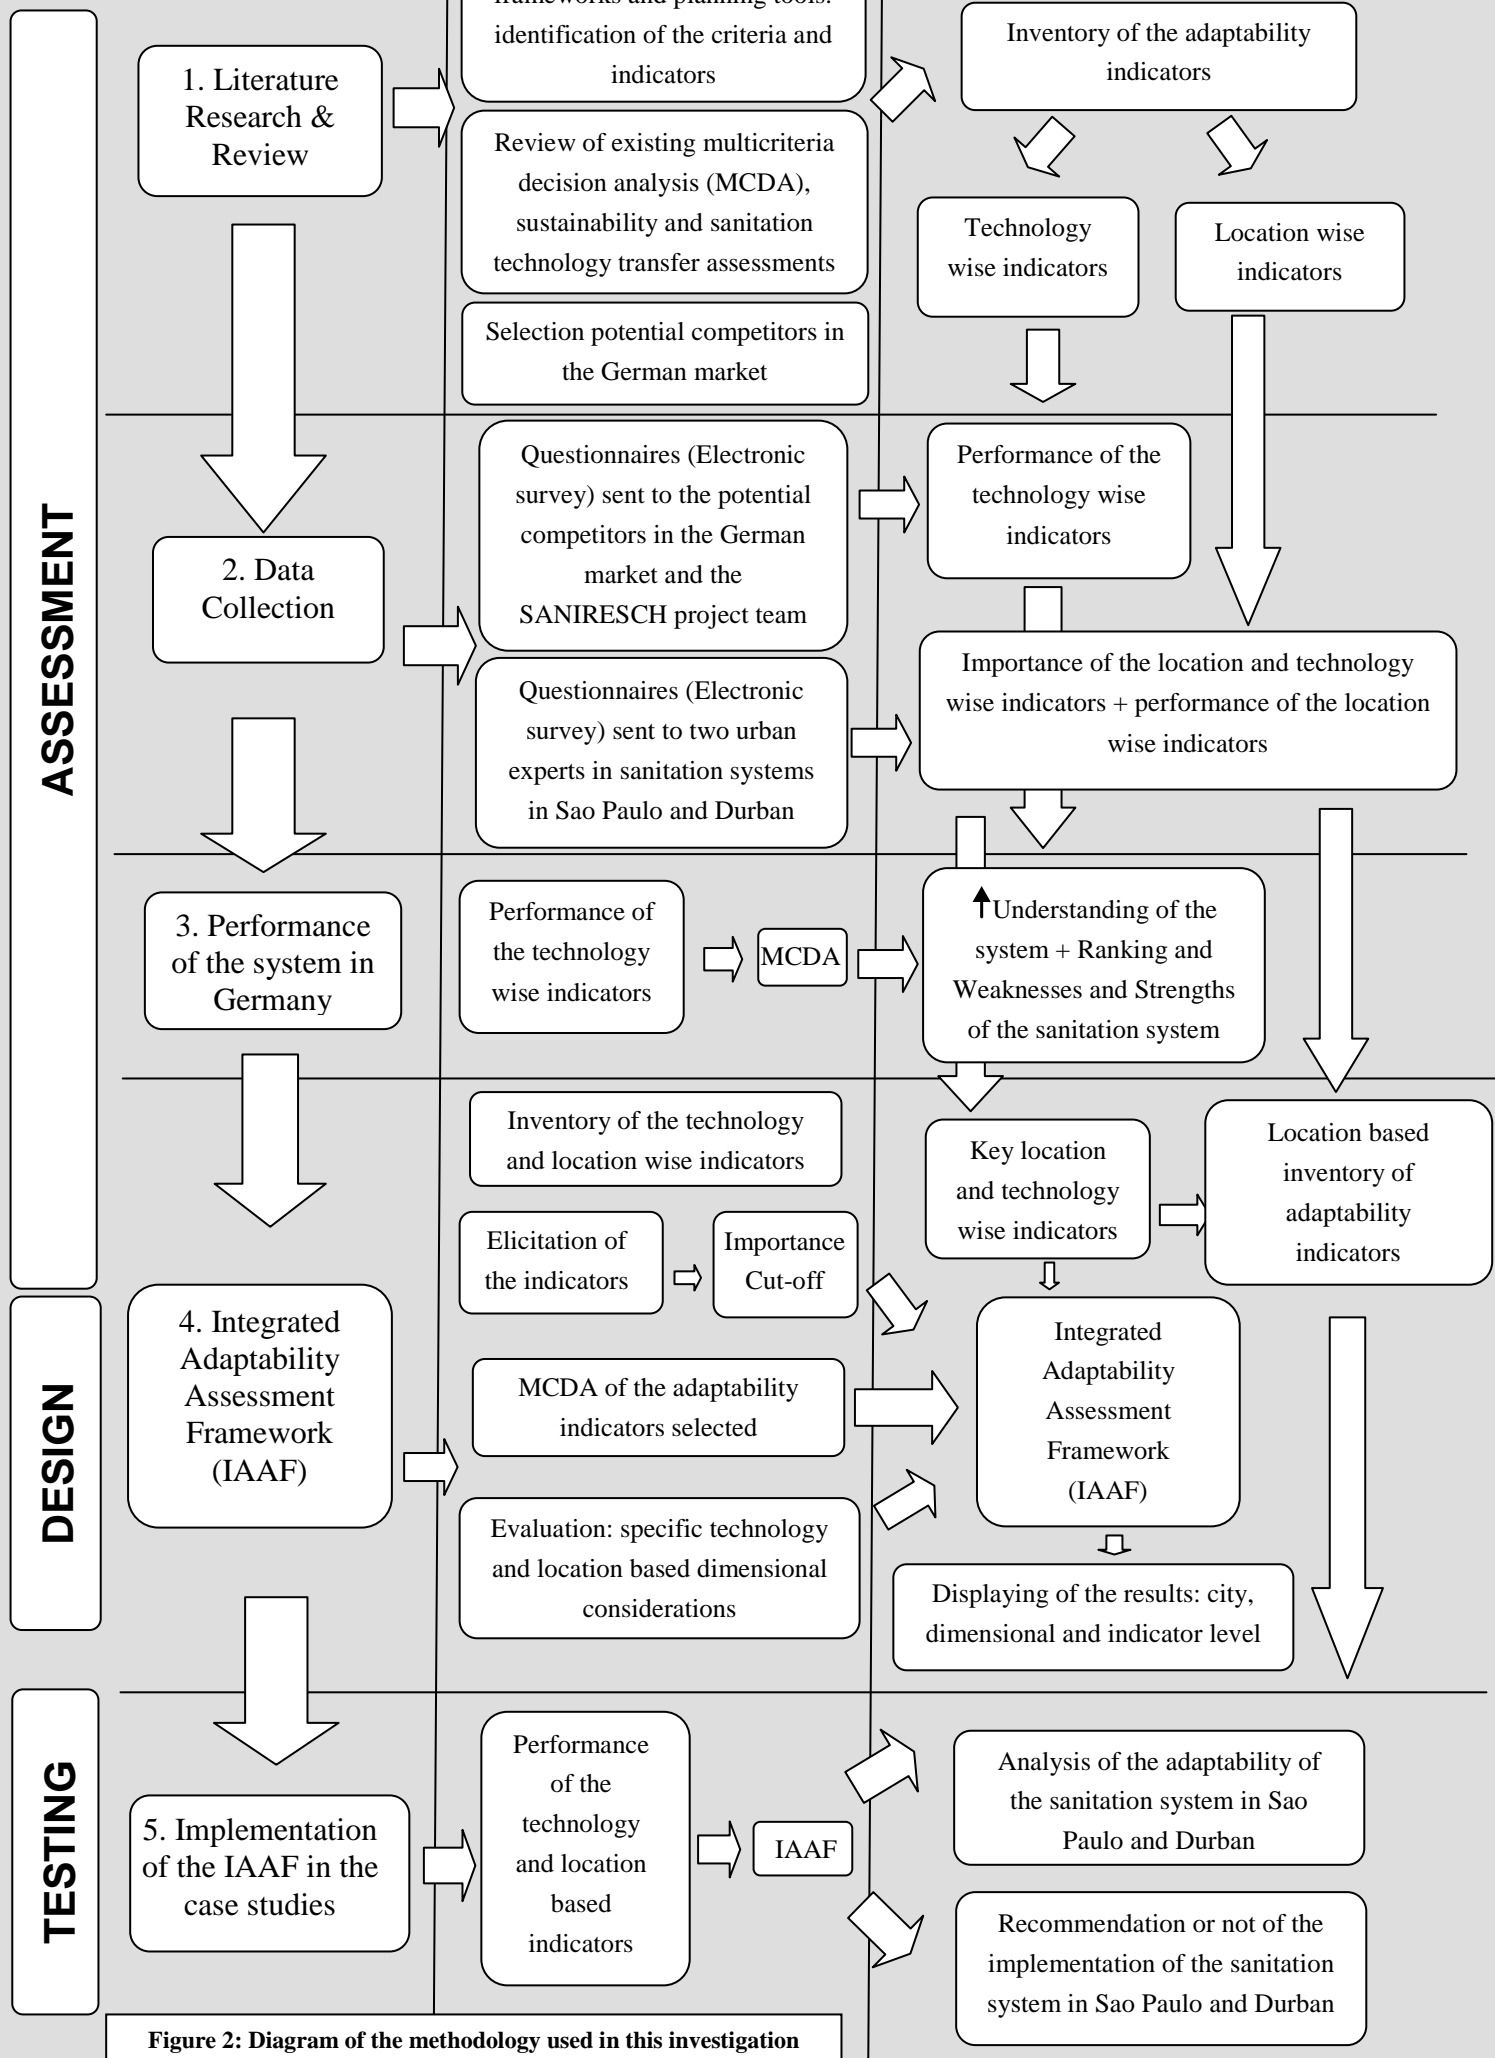 ASSESSMENT
1. Literature
Research &
Review
frameworks and planning tools:
identification of the criteria and
indicators
Review of existing multicriteria
decision analysis (MCDA),
sustainability and sanitation
technology transfer assessments
Selection potential competitors in
the German market
Inventory of the adaptability
indicators
Technology
wise indicators
Location wise
indicators
2. Data
Collection
Questionnaires (Electronic
survey) sent to the potential
competitors in the German
market and the
SANIRESCH project team
Questionnaires (Electronic
survey) sent to two urban
experts in sanitation systems
in Sao Paulo and Durban
Performance of the
technology wise
indicators
Importance of the location and technology
wise indicators + performance of the location
wise indicators
3. Performance
of the system in
Germany
Performance of
the technology
wise indicators
MCDA
Understanding of the
system + Ranking and
Weaknesses and Strengths
of the sanitation system
DESIGN
4. Integrated
Adaptability
Assessment
Framework
(IAAF)
Inventory of the technology
and location wise indicators
Elicitation of
the indicators
Importance
Cut-off
MCDA of the adaptability
indicators selected
Evaluation: specific technology
and location based dimensional
considerations
Key location
and technology
wise indicators
Location based
inventory of
adaptability
indicators
Integrated
Adaptability
Assessment
Framework
(IAAF)
Displaying of the results: city,
dimensional and indicator level
TESTING
5. Implementation
of the IAAF in the
case studies
Performance
of the
technology
and location
based
indicators
IAAF
Analysis of the adaptability of
the sanitation system in Sao
Paulo and Durban
Recommendation or not of the
implementation of the sanitation
system in Sao Paulo and Durban
Figure 2: Diagram of the methodology used in this investigation